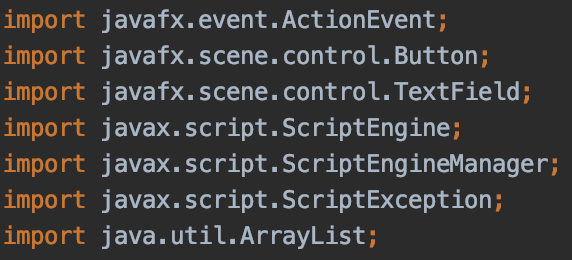 import javafx.event.ActionEvent;
import javafx.scene.control.Button;
import javafx.scene.control.TextField;
import javax.script.ScriptEngine;
import javax.script.ScriptEngineManager;
import javax.script.ScriptException;
import java.util.ArrayList;